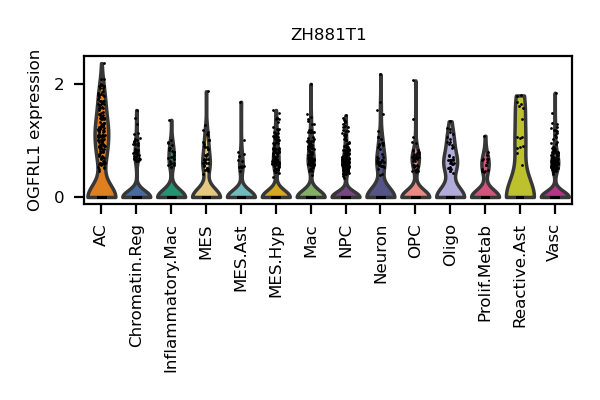 ZH881T1
OGFRL1 expression
2
0
AC
Chromatin.Reg
Inflammatory.Mac
MES
MES.Ast
MES.Hyp
Mac
NPC
Neuron
OPC
Oligo
Prolif.Metab
Reactive.Ast
Vasc